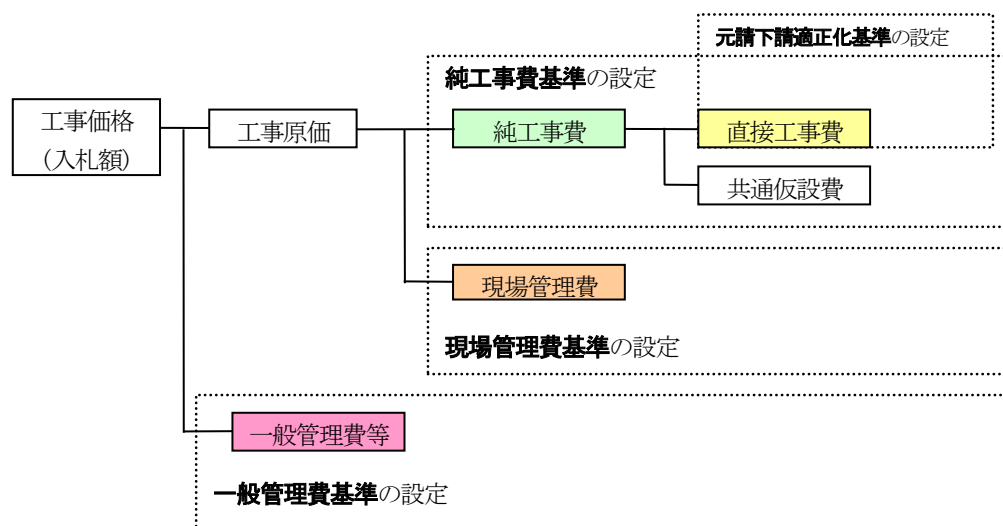 元請下請適正化基準の設定
純工事費基準の設定
工事価格
(入札額)
工事原価
純工事費
直接工事費
共通仮設費
現場管理費
現場管理費基準の設定
一般管理費等
一般管理費基準の設定